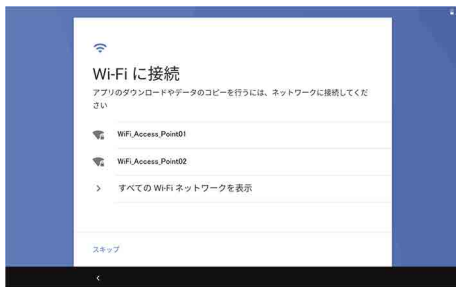 Wi-Fi に接続
アプリのダウンロードやデータのコピーを行うには、ネットワークに接続してくだ
さい
WiFi_Access_Point01
WiFi_Access_Point02
すべての Wi-Fi ネットワークを表示
スキップ